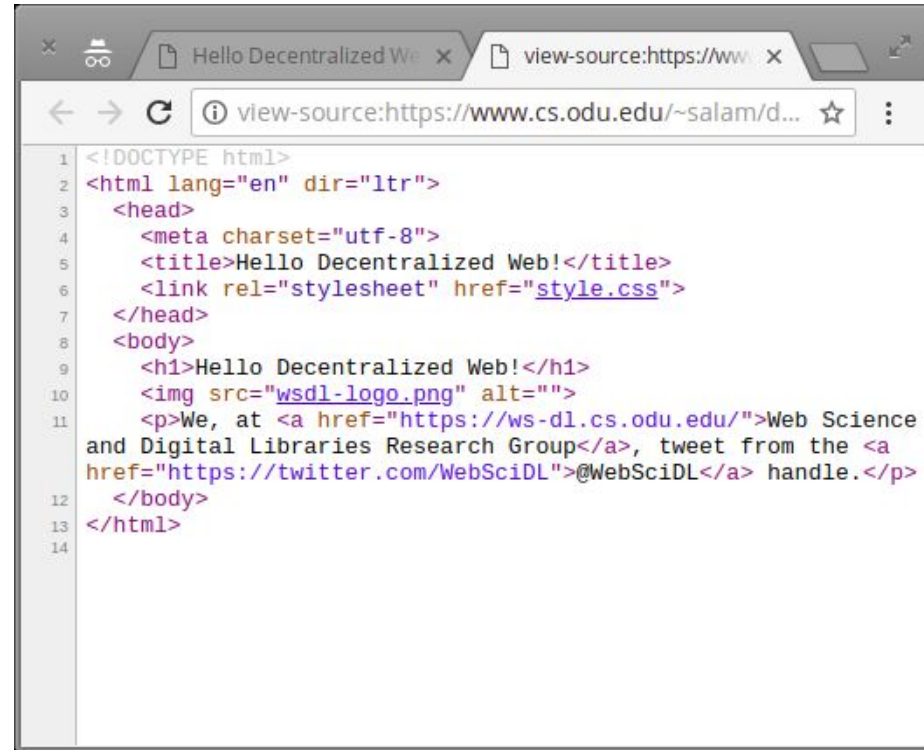 Hello Decentralized We
view-source:https://ww
view-source:https://www.cs.odu.edu/~salam/d...
1 <!DOCTYPE html>
2 <html lang="en" dir="ltr">
3 <head>
4 <meta charset="utf-8">
5 <title>Hello Decentralized Web!</title>
6 <link rel="stylesheet" href="style.css">
7 </head>
8 <body>
9 <h1>Hello Decentralized Web!</h1>
10 <img src="wsdl-logo.png" alt="">
11 <p>We, at <a href="https://ws-dl.cs.odu.edu/">Web Science
and Digital Libraries Research Group</a>, tweet from the <a
href="https://twitter.com/WebSciDL">@WebSciDL</a> handle.</p>
12 </body>
13 </html>
14